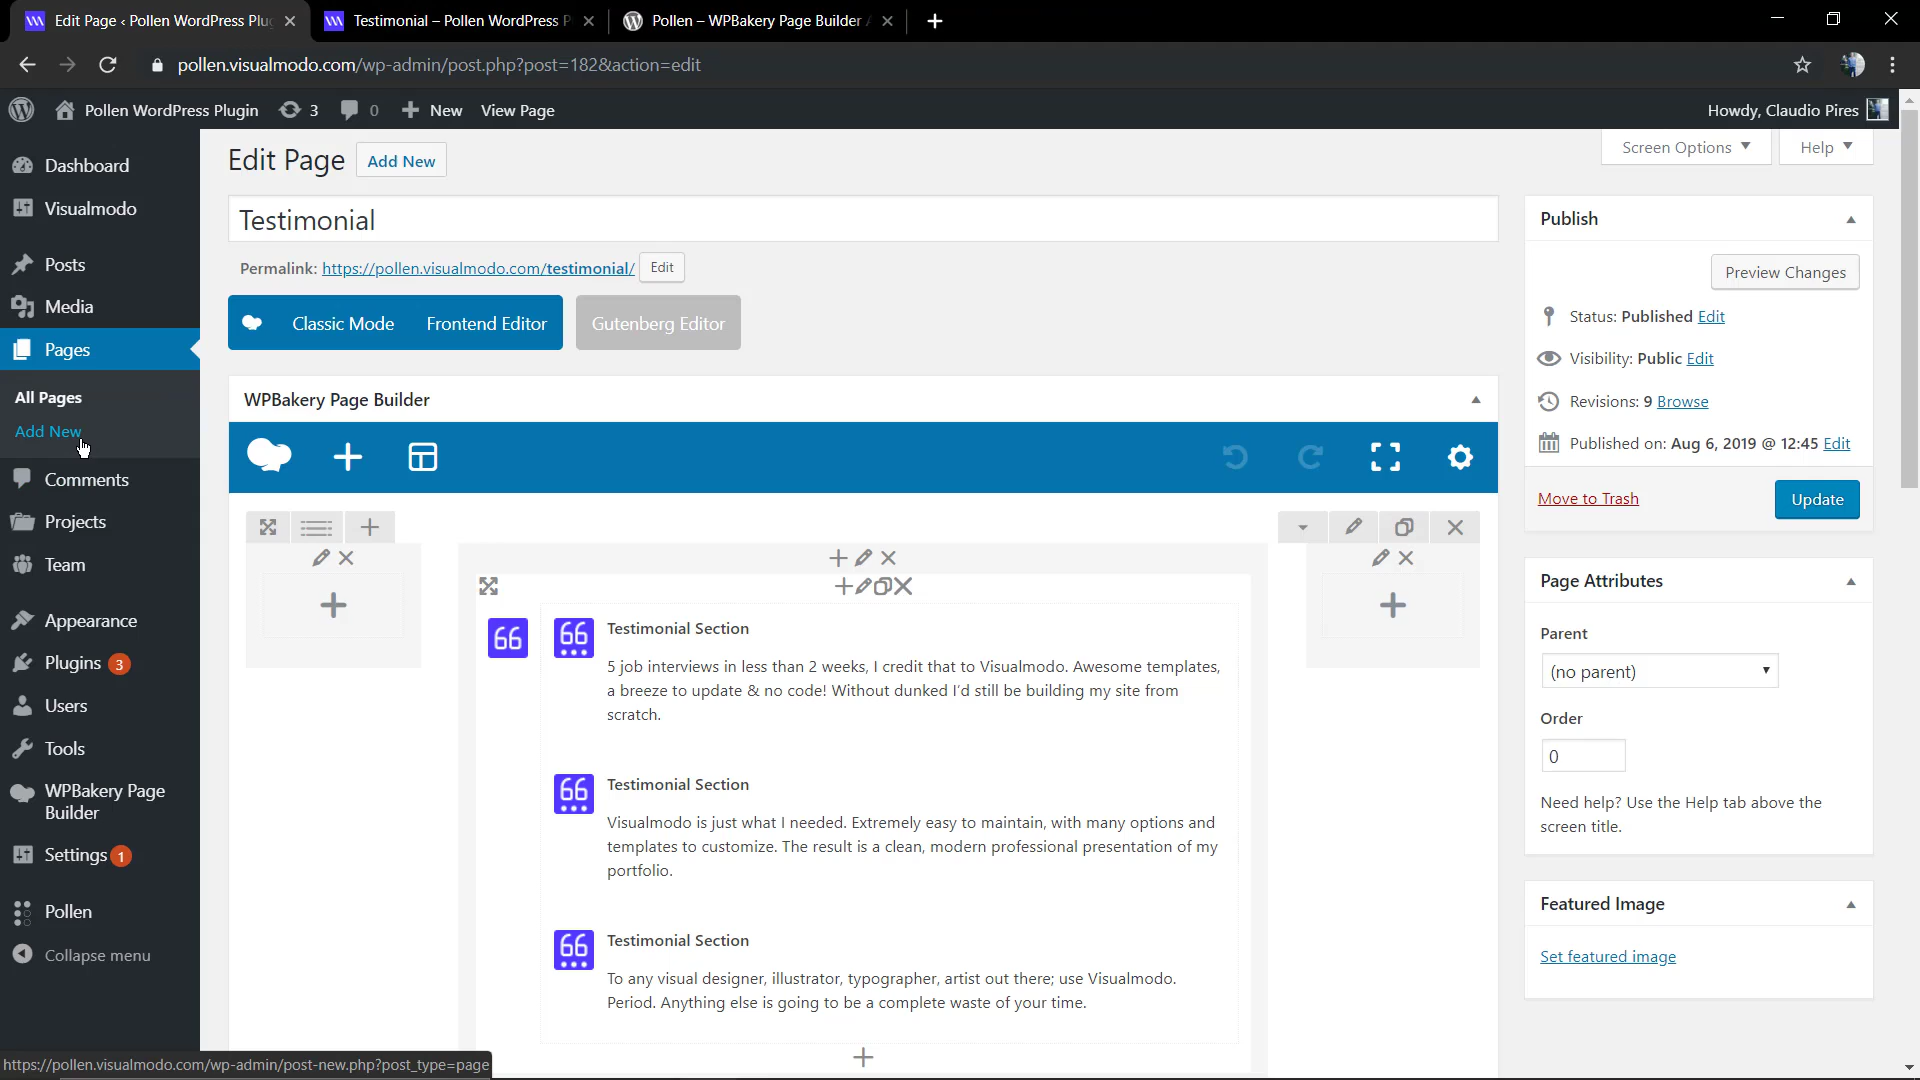 Edit Page ‹ Pollen WordPress Plug
Testimonial – Pollen WordPress P
Pollen – WPBakery Page Builder A
pollen.visualmodo.com/wp-admin/post.php?post=182&action=edit
Pollen WordPress Plugin
3
0
New
View Page
Howdy, Claudio Pires
Dashboard
Visualmodo
Posts
Media
Pages
All Pages
Add New
Comments
Projects
Team
Appearance
Plugins 3
Users
Tools
WPBakery Page
Builder
Settings 1
Pollen
Collapse menu
https://pollen.visualmodo.com/wp-admin/post-new.php?post_type=page
Screen Options
Help
Edit Page
Add New
Testimonial
Permalink: https://pollen.visualmodo.com/testimonial/ Edit
Classic Mode
Frontend Editor
Gutenberg Editor
WPBakery Page Builder
66
66
Testimonial Section
5 job interviews in less than 2 weeks, I credit that to Visualmodo. Awesome templates,
a breeze to update & no code! Without dunked I'd still be building my site from
scratch.
66
Testimonial Section
Visualmodo is just what I needed. Extremely easy to maintain, with many options and
templates to customize. The result is a clean, modern professional presentation of my
portfolio.
66
Testimonial Section
To any visual designer, illustrator, typographer, artist out there; use Visualmodo.
Period. Anything else is going to be a complete waste of your time.
Publish
Preview Changes
Status: Published Edit
Visibility: Public Edit
Revisions: 9 Browse
Published on: Aug 6, 2019 @ 12:45 Edit
Move to Trash
Update
Page Attributes
Parent
(no parent)
Order
0
Need help? Use the Help tab above the
screen title.
Featured Image
Set featured image